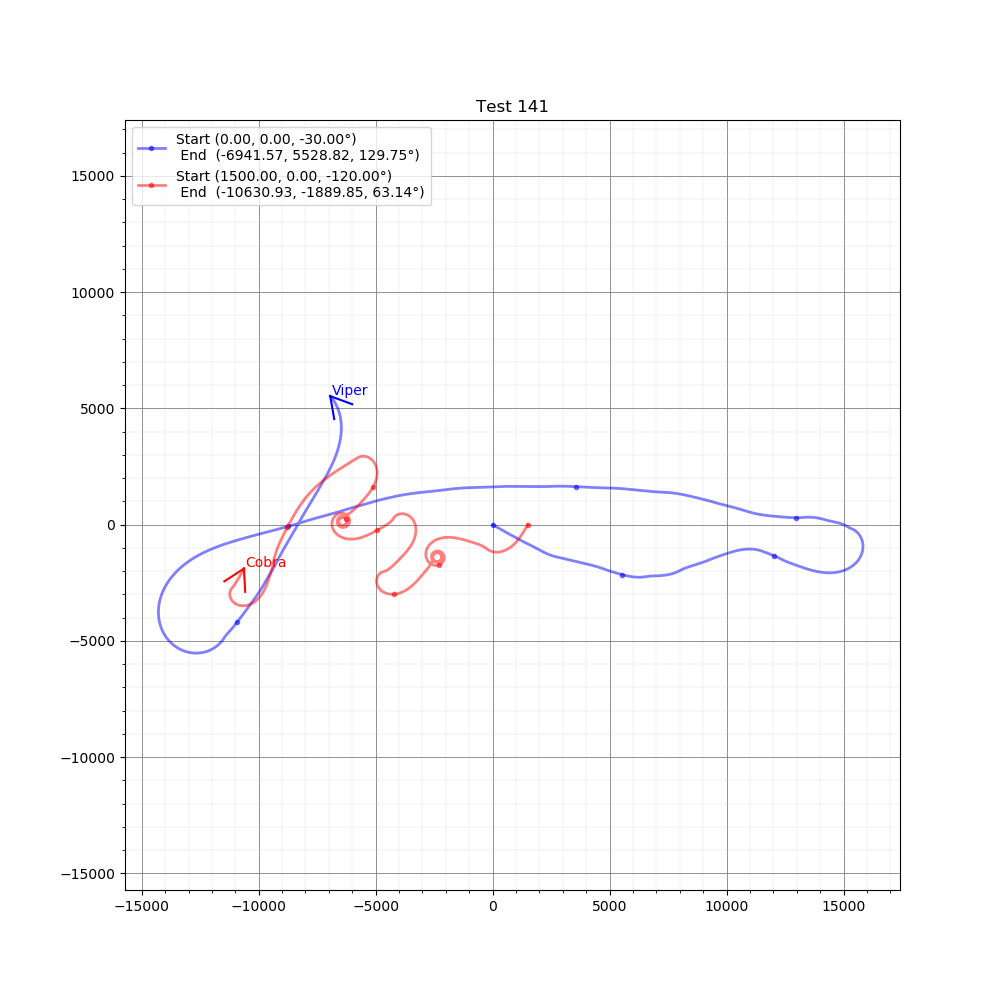 Test 141
Start (0.00, 0.00, -30.00°)
End (-6941.57, 5528.82, 129.75°)
Start (1500.00, 0.00, -120.00°)
End (-10630.93, -1889.85, 63.14°)
15000
10000
5000
0
−5000
−10000
−15000
Viper
Cobra
−15000 −10000 −5000 0 5000 10000 15000